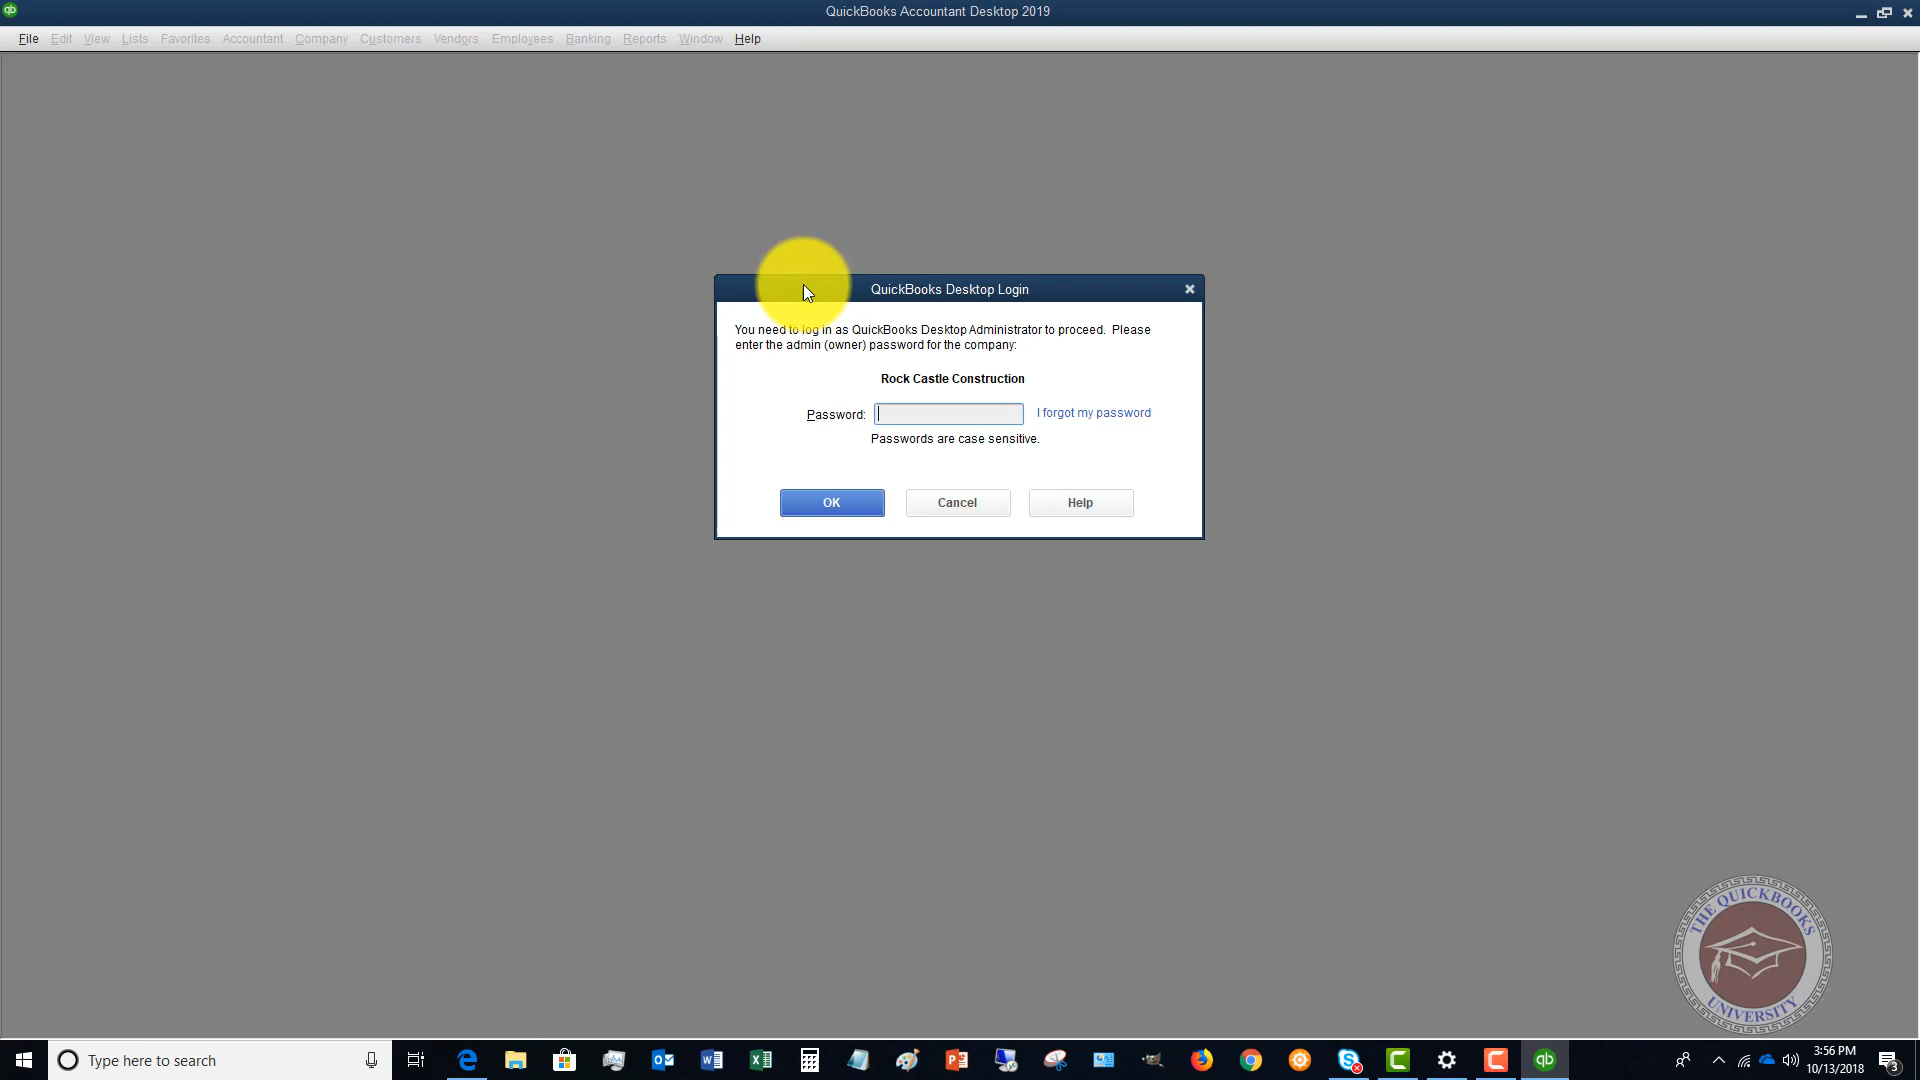 QuickBooks Accountant Desktop 2019
File Edit View Lists Favorites Accountant Company Customers Vendors Employees Banking Reports Window Help
QuickBooks Desktop Login
You need to log in as QuickBooks Desktop Administrator to proceed. Please
enter the admin (owner) password for the company:
Rock Castle Construction
Password: I forgot my password
Passwords are case sensitive.
OK Cancel Help
THE QUICKBOOKS
UNIVERSITY
Type here to search
3:56 PM
10/13/2018
3